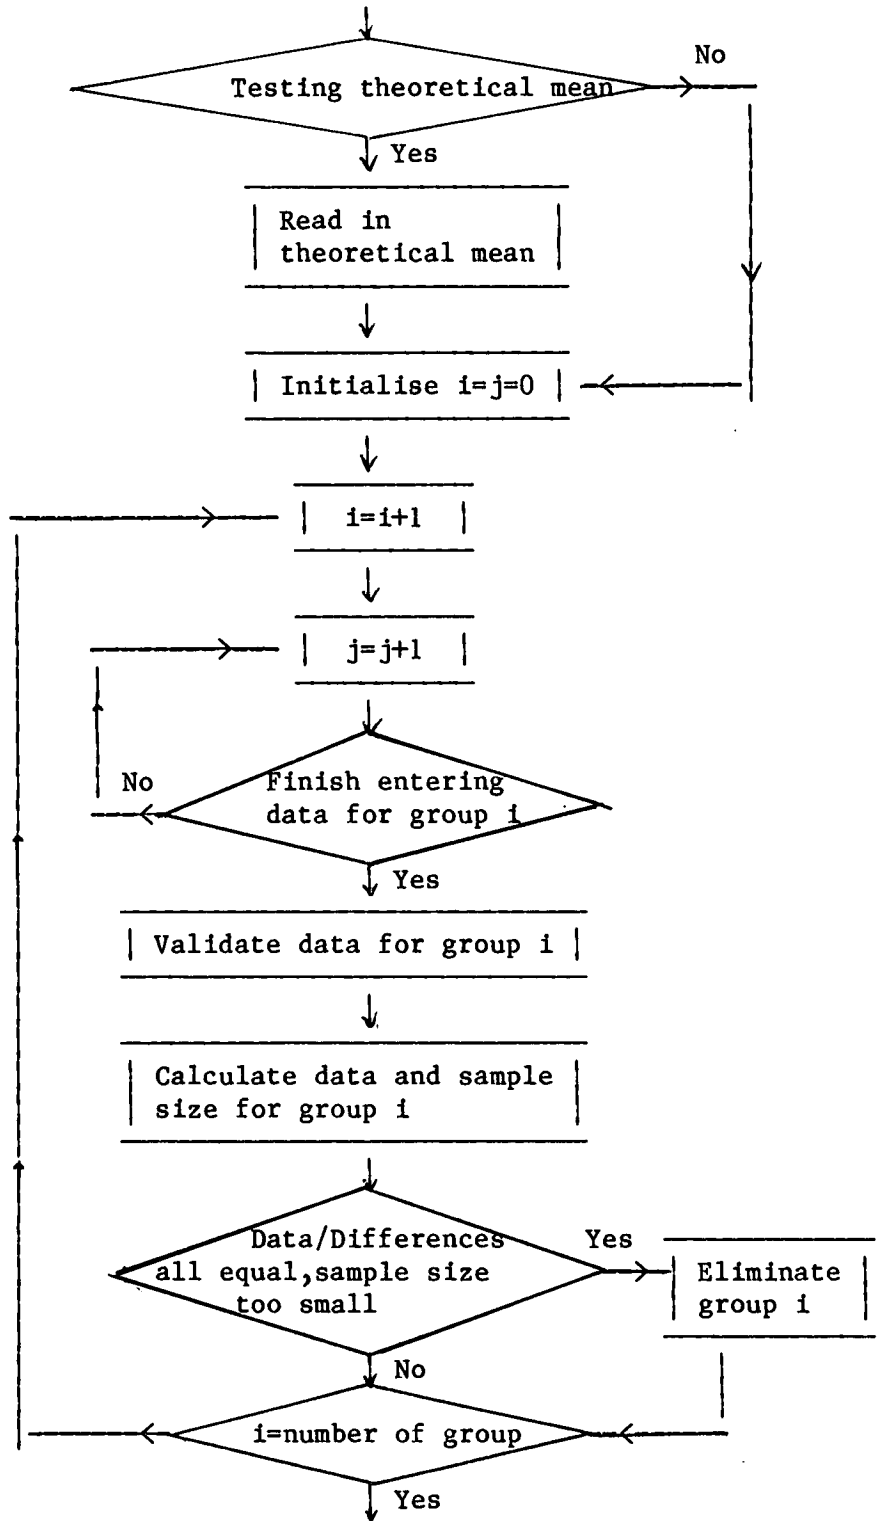 No
Testing theoretical mean
Yes
Read in
theoretical mean
Initialise i=j=0
i=i+1
j=j+1
No
Finish entering
data for group i
Yes
Validate data for group i
Calculate data and sample
size for group i
Data/Differences
all equal,sample size
too small
Yes
Eliminate
group i
No
i=number of group
Yes